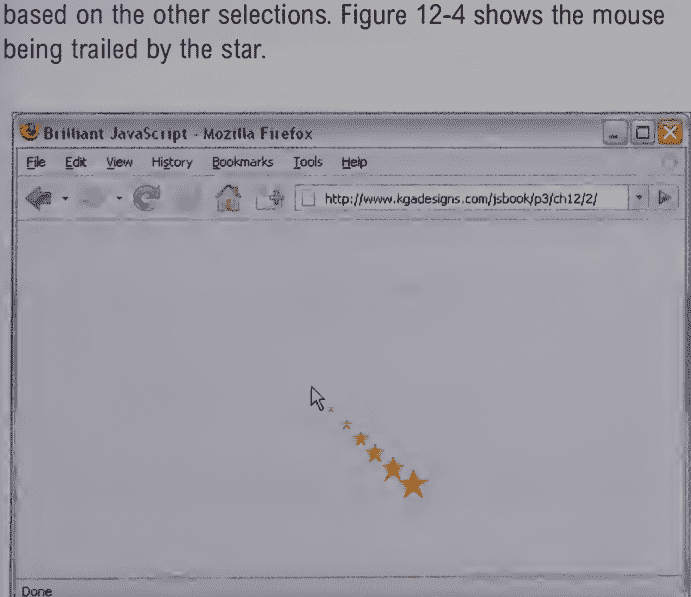 based on the other selections. Figure 12-4 shows the mouse
being trailed by the star.
Brilliant JavaScript - Mozilla Firefox
File Edit View History Bookmarks Tools Help
http://www.kgadesigns.com/jsbook/p3/ch12/2/
Done